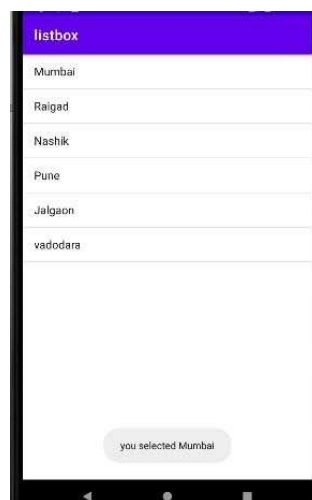 listbox
Mumbai
Raigad
Nashik
Pune
Jalgaon
vadodara
you selected Mumbai